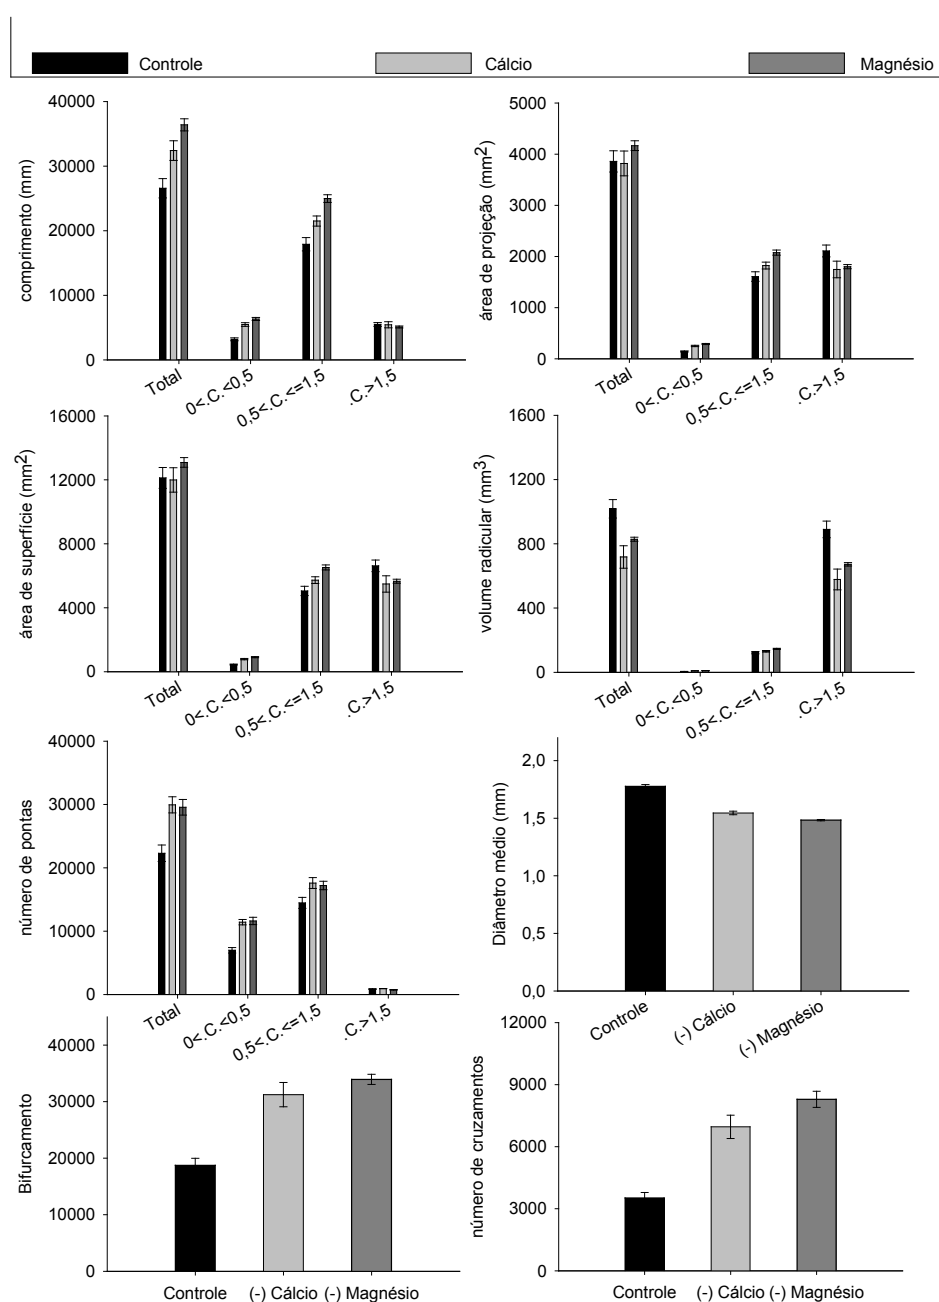 Controle
Cálcio
Magnésio
40000
30000
20000
10000
0
comprimento (mm)
Total
0<.C.<0,5
0,5<.C.<=1,5
.C.>1,5
5000
4000
3000
2000
1000
0
área de projeção (mm2)
Total
0<.C.<0,5
0,5<.C.<=1,5
.C.>1,5
16000
12000
8000
4000
0
área de superfície (mm2)
Total
0<.C.<0,5
0,5<.C.<=1,5
.C.>1,5
1600
1200
800
400
0
volume radicular (mm3)
Total
0<.C.<0,5
0,5<.C.<=1,5
.C.>1,5
40000
30000
20000
10000
0
número de pontas
Total
0<.C.<0,5
0,5<.C.<=1,5
.C.>1,5
2,0
1,5
1,0
0,5
0,0
Diâmetro médio (mm)
Controle
(-) Cálcio
(-) Magnésio
40000
30000
20000
10000
0
Bifurcamento
Controle
(-) Cálcio
(-) Magnésio
12000
9000
6000
3000
0
número de cruzamentos
Controle
(-) Cálcio
(-) Magnésio